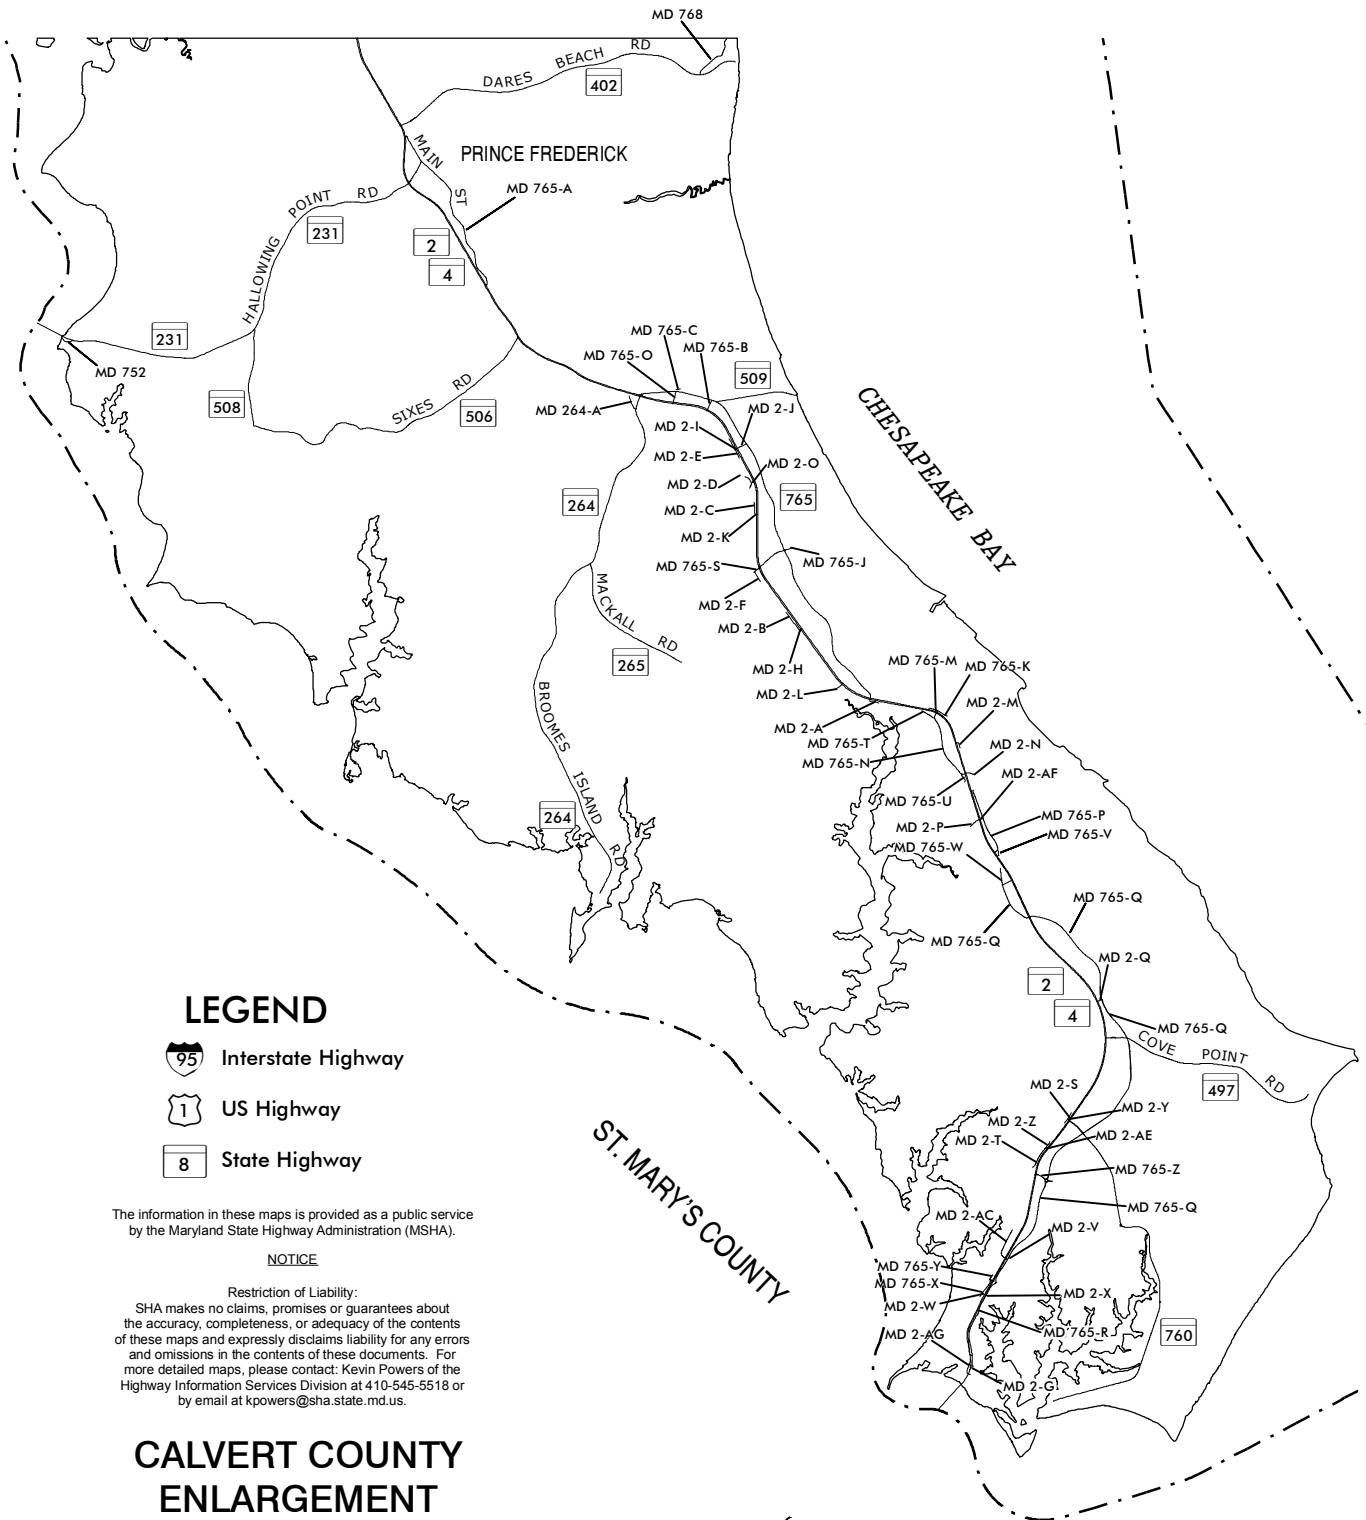 MD 768
DARES BEACH RD
402
MAIN ST
PRINCE FREDERICK
MD 765-A
HALLOWING POINT RD
231
2
4
231
MD 752
508
SIXES RD
506
MD 765-C
MD 765-O
MD 765-B
509
MD 264-A
MD 2-J
MD 2-I
MD 2-E
MD 2-O
MD 2-D
765
264
MD 2-C
MD 2-K
MD 765-S
MD 765-J
CHESAPEAKE BAY
MACKALL RD
265
MD 2-F
MD 2-B
MD 2-H
MD 2-L
MD 765-M
MD 765-K
MD 2-M
MD 2-A
MD 765-T
MD 765-N
MD 2-N
MD 2-AF
MD 765-U
MD 2-P
MD 765-P
MD 765-V
MD 765-W
BROOMES ISLAND RD
264
MD 765-Q
MD 765-Q
MD 2-Q
2
4
MD 765-Q
COVE POINT RD
497
MD 2-S
MD 2-Y
MD 2-Z
MD 2-T
MD 2-AE
MD 765-Z
MD 765-Q
MD 2-AC
MD 2-V
MD 765-Y
MD 765-X
MD 2-W
MD 2-X
MD 2-AG
MD 765-R
760
MD 2-G
ST. MARY'S COUNTY
LEGEND
95 Interstate Highway
1 US Highway
8 State Highway
The information in these maps is provided as a public service
by the Maryland State Highway Administration (MSHA).
NOTICE
Restriction of Liability:
SHA makes no claims, promises or guarantees about
the accuracy, completeness, or adequacy of the contents
of these maps and expressly disclaims liability for any errors
and omissions in the contents of these documents. For
more detailed maps, please contact: Kevin Powers of the
Highway Information Services Division at 410-545-5518 or
by email at kpowers@sha.state.md.us.
CALVERT COUNTY
ENLARGEMENT